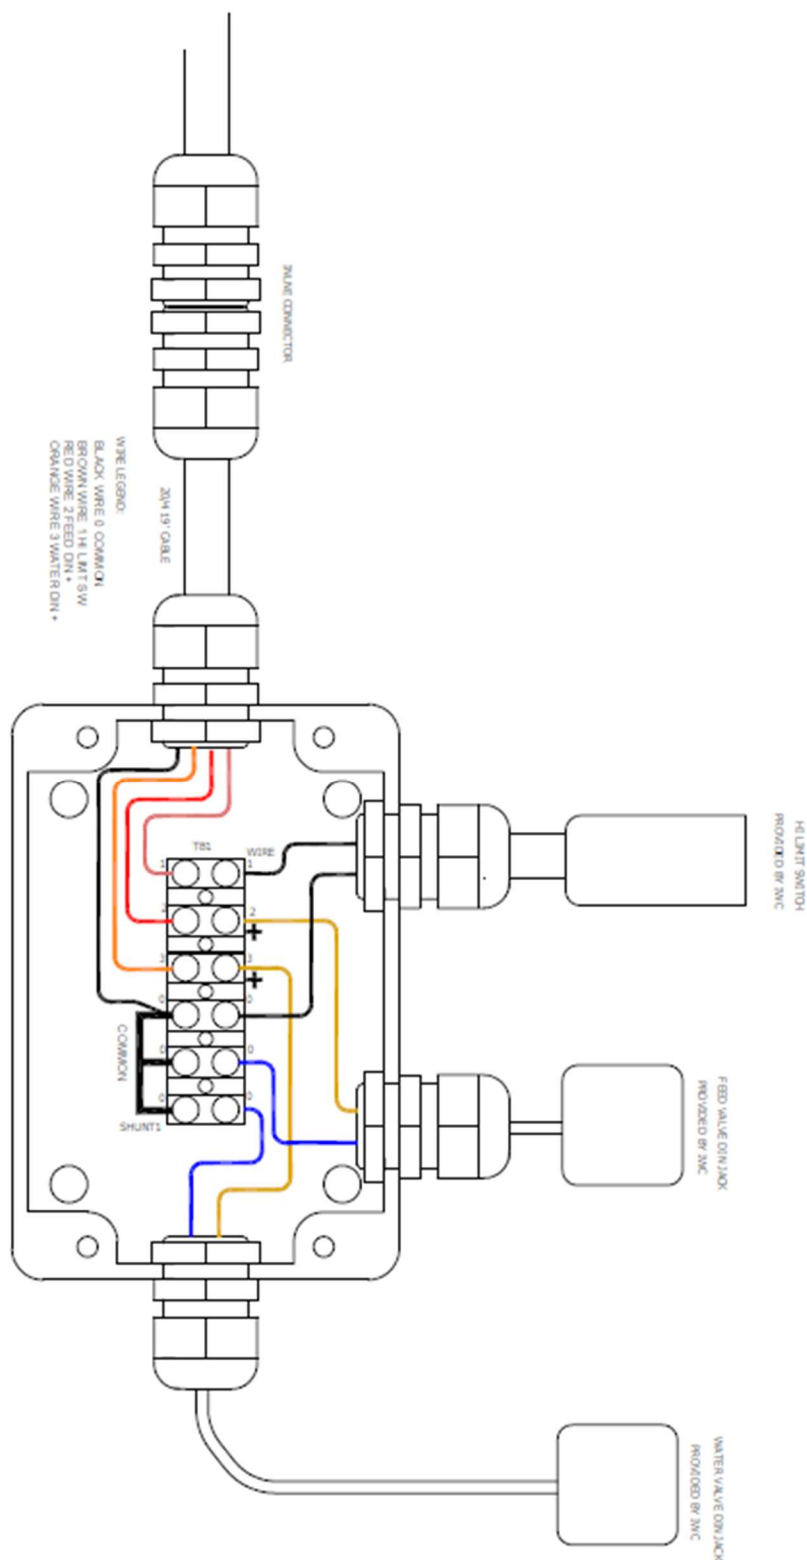 INLINE CONNECTOR
WIRE LEGEND:
BLACK WIRE 0 COMMON
BROWN WIRE 1 HI LIMIT SW
RED WIRE 2 FEED DIN +
ORANGE WIRE 3 WATER DIN +
20/4 19' CABLE
TB1
WIRE
1
1
2
2
+
3
3
+
0
0
COMMON
0
0
0
0
SHUNT1
HI LIMIT SWITCH
PROVIDED BY JWC
FEED VALVE DIN JACK
PROVIDED BY JWC
WATER VALVE DIN JACK
PROVIDED BY JWC